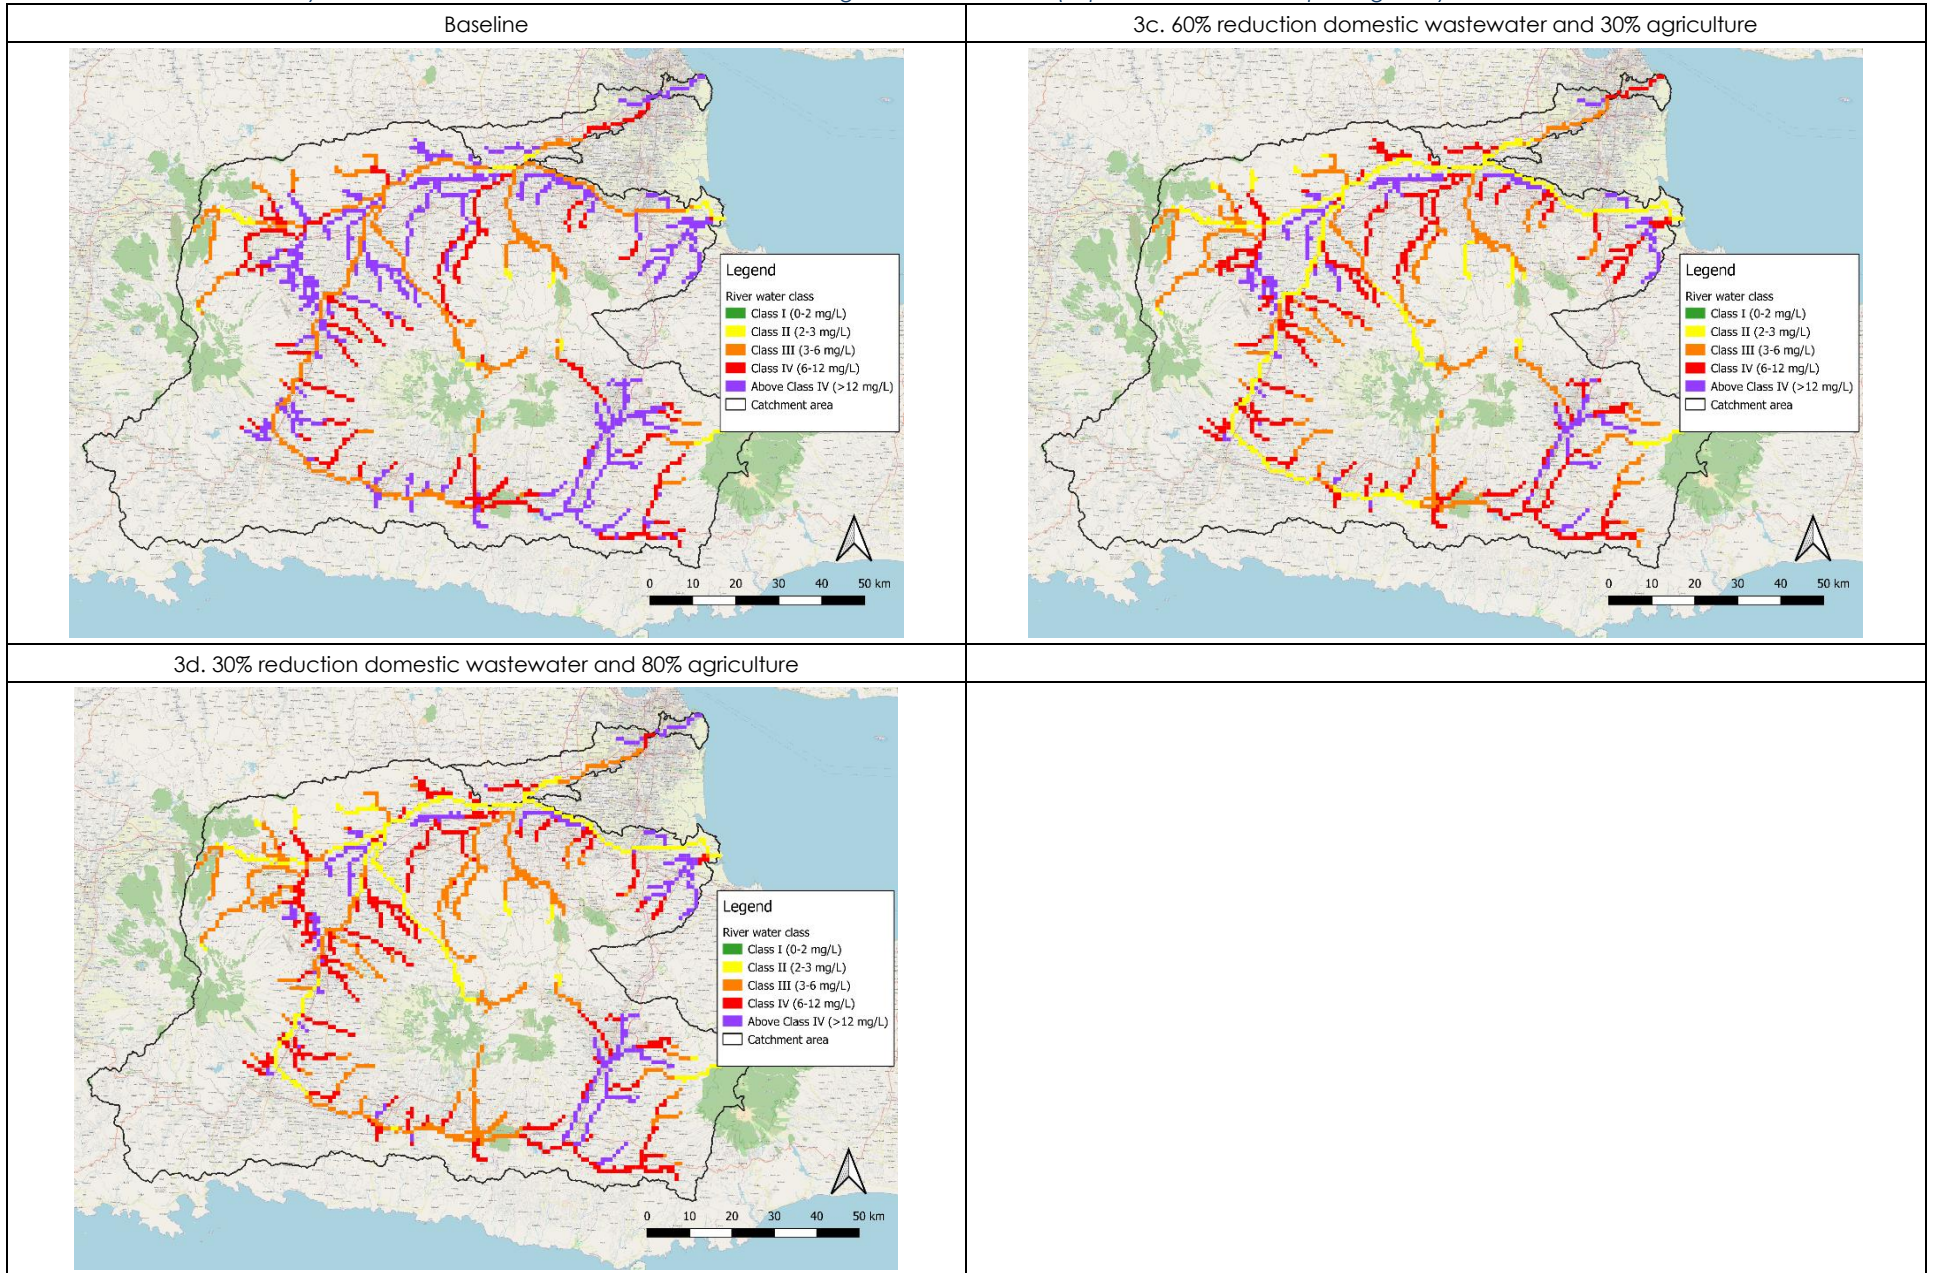 Baseline
3c. 60% reduction domestic wastewater and 30% agriculture
Legend
River water class
Class I (0-2 mg/L)
Class II (2-3 mg/L)
Class III (3-6 mg/L)
Class IV (6-12 mg/L)
Above Class IV (>12 mg/L)
Catchment area
0 10 20 30 40 50 km
Legend
River water class
Class I (0-2 mg/L)
Class II (2-3 mg/L)
Class III (3-6 mg/L)
Class IV (6-12 mg/L)
Above Class IV (>12 mg/L)
Catchment area
0 10 20 30 40 50 km
3d. 30% reduction domestic wastewater and 80% agriculture
Legend
River water class
Class I (0-2 mg/L)
Class II (2-3 mg/L)
Class III (3-6 mg/L)
Class IV (6-12 mg/L)
Above Class IV (>12 mg/L)
Catchment area
0 10 20 30 40 50 km